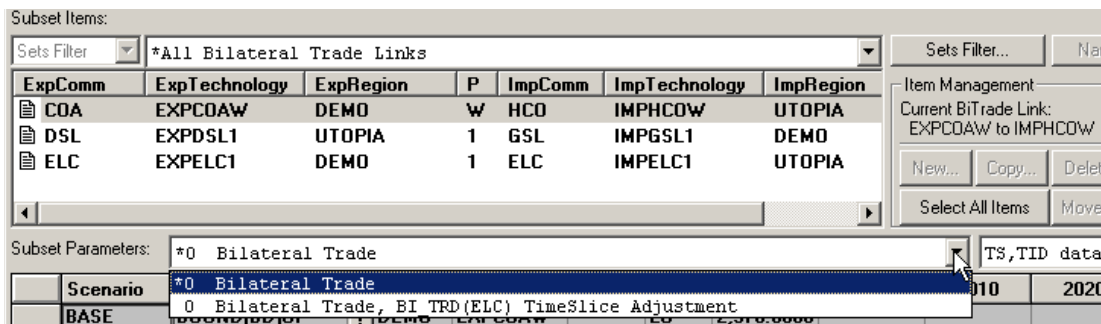 Subset Items:
Sets Filter *All Bilateral Trade Links Sets Filter...
ExpComm ExpTechnology ExpRegion P ImpComm ImpTechnology ImpRegion
Item Management
COA EXPCOAW DEMO W HCO IMPHCOW UTOPIA
Current BiTrade Link:
EXPCOAW to IMPHCOW
DSL EXPDSL1 UTOPIA 1 GSL IMPGSL1 DEMO
ELC EXPELC1 DEMO 1 ELC IMPELC1 UTOPIA
New... Copy... Delet
Select All Items Move
Subset Parameters: *0 Bilateral Trade TS,TID data
*0 Bilateral Trade
Scenario 010 2020
0 Bilateral Trade, BI_TRD(ELC) TimeSlice Adjustment
BASE